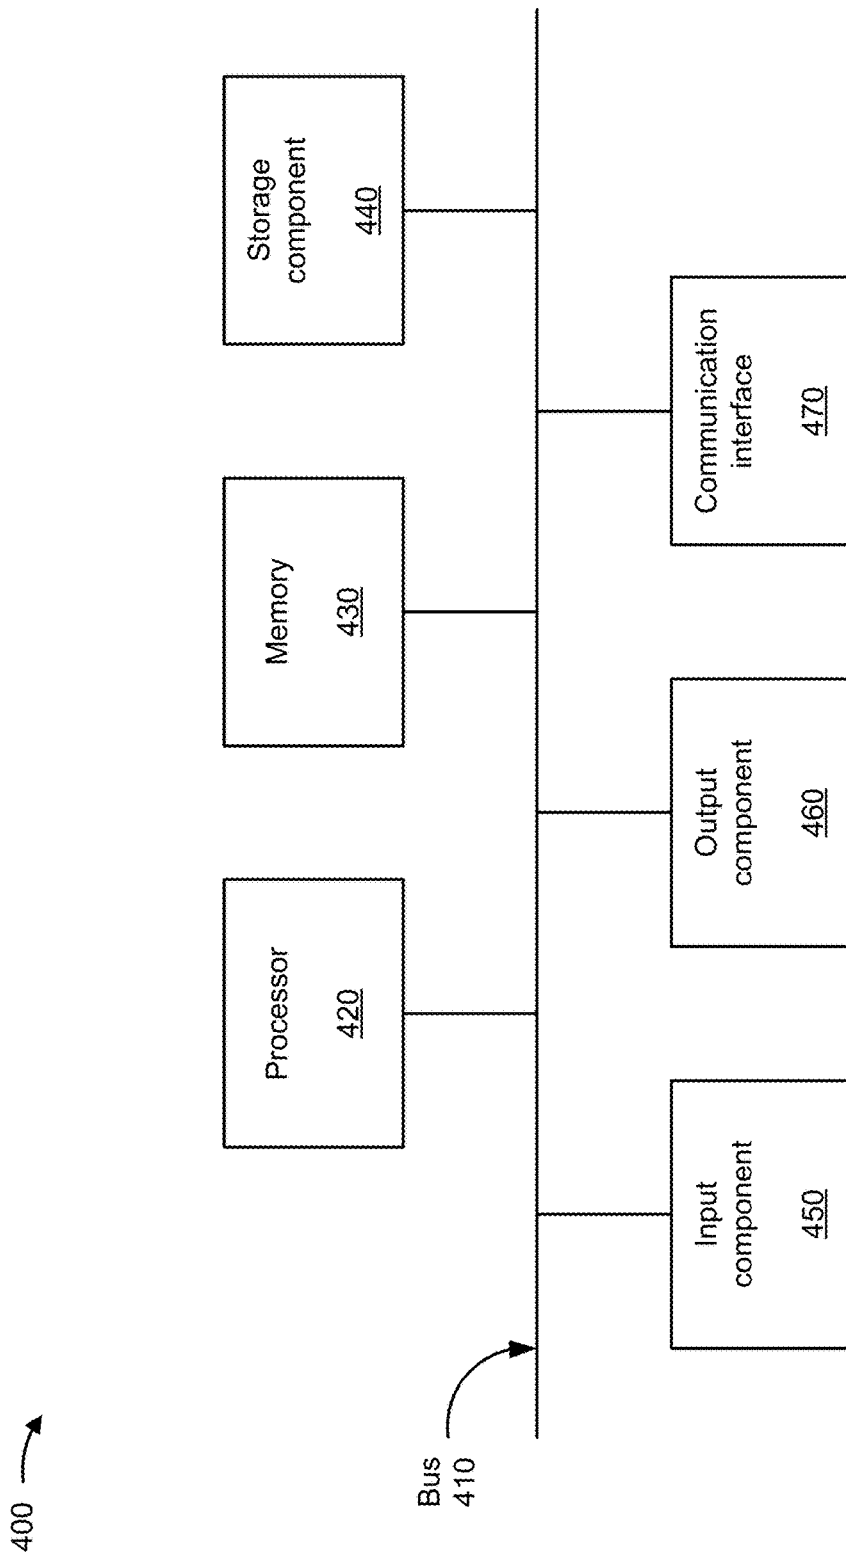 400
Bus
410
Processor
420
Memory
430
Storage
component
440
Input
component
450
Output
component
460
Communication
interface
470